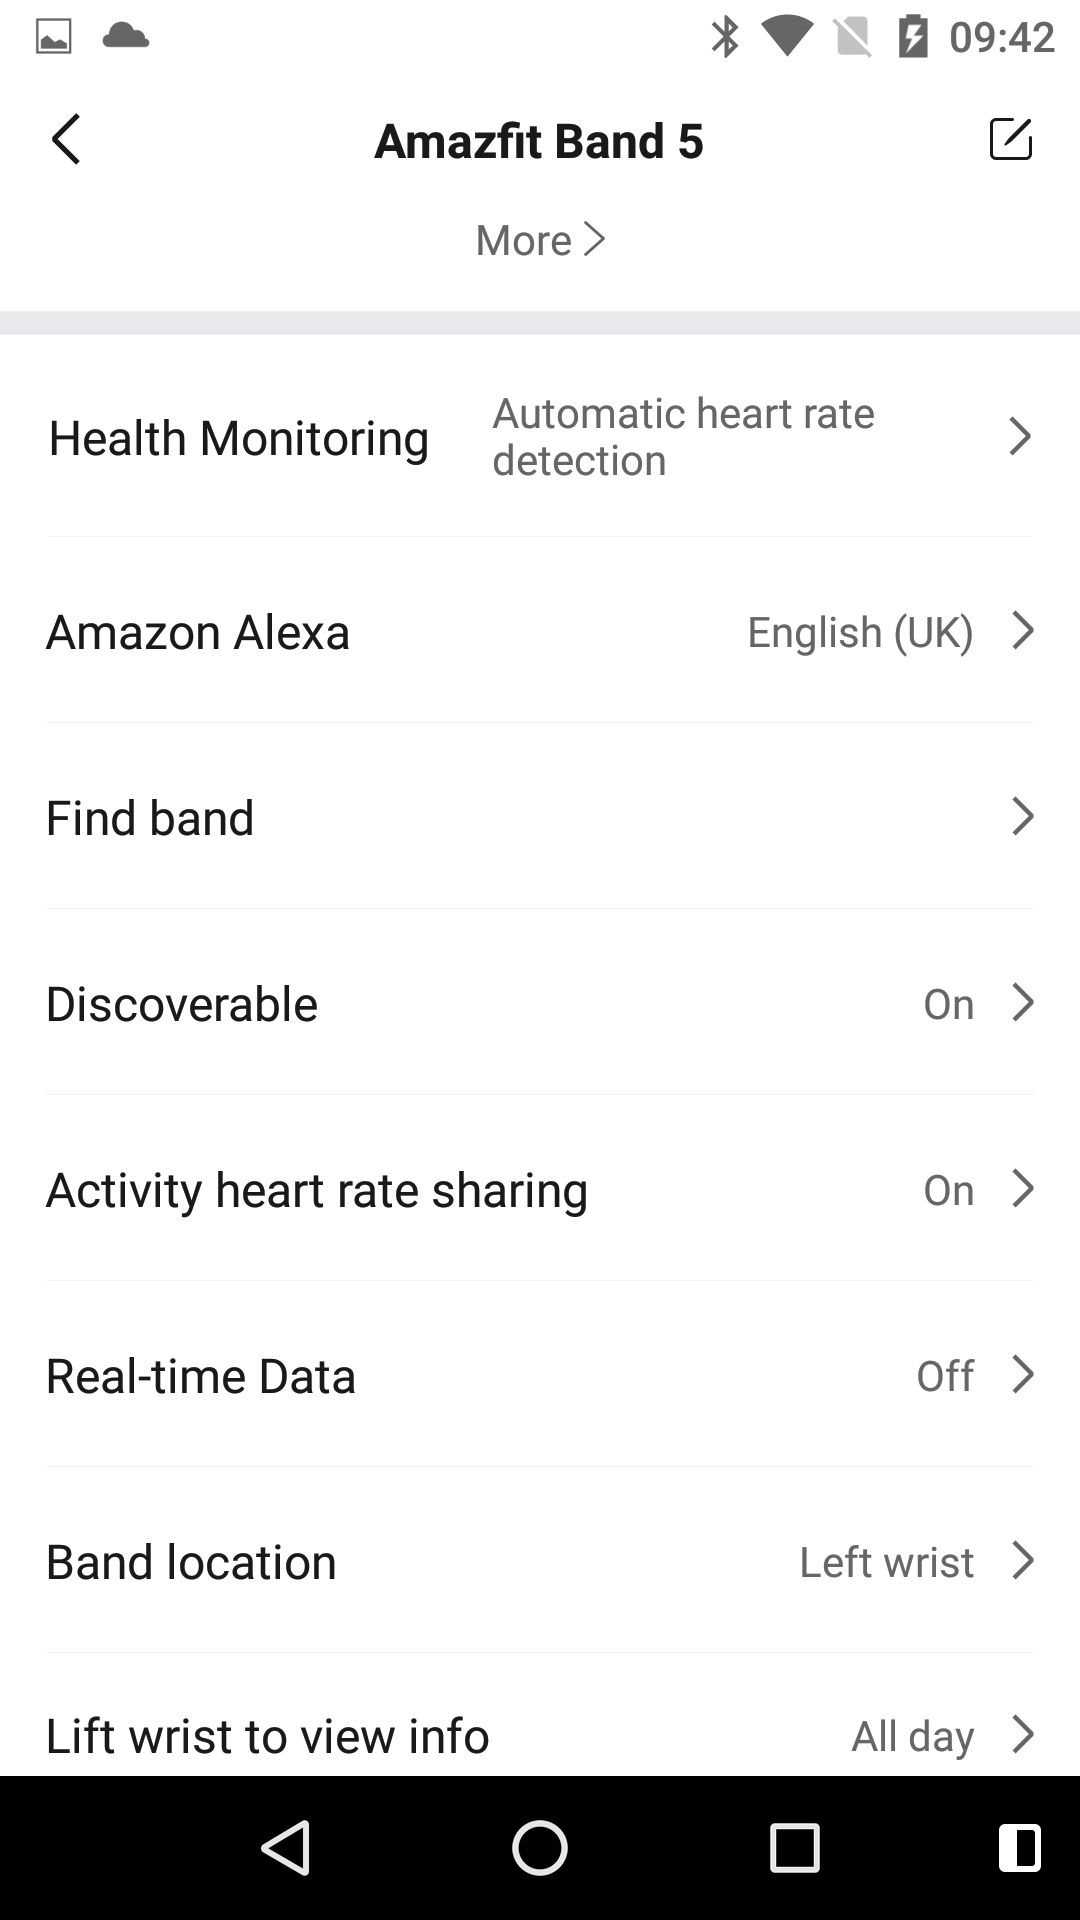 09:42
Amazfit Band 5
More
Health Monitoring
Automatic heart rate
detection
Amazon Alexa English (UK)
Find band
Discoverable On
Activity heart rate sharing On
Real-time Data Off
Band location Left wrist
Lift wrist to view info All day